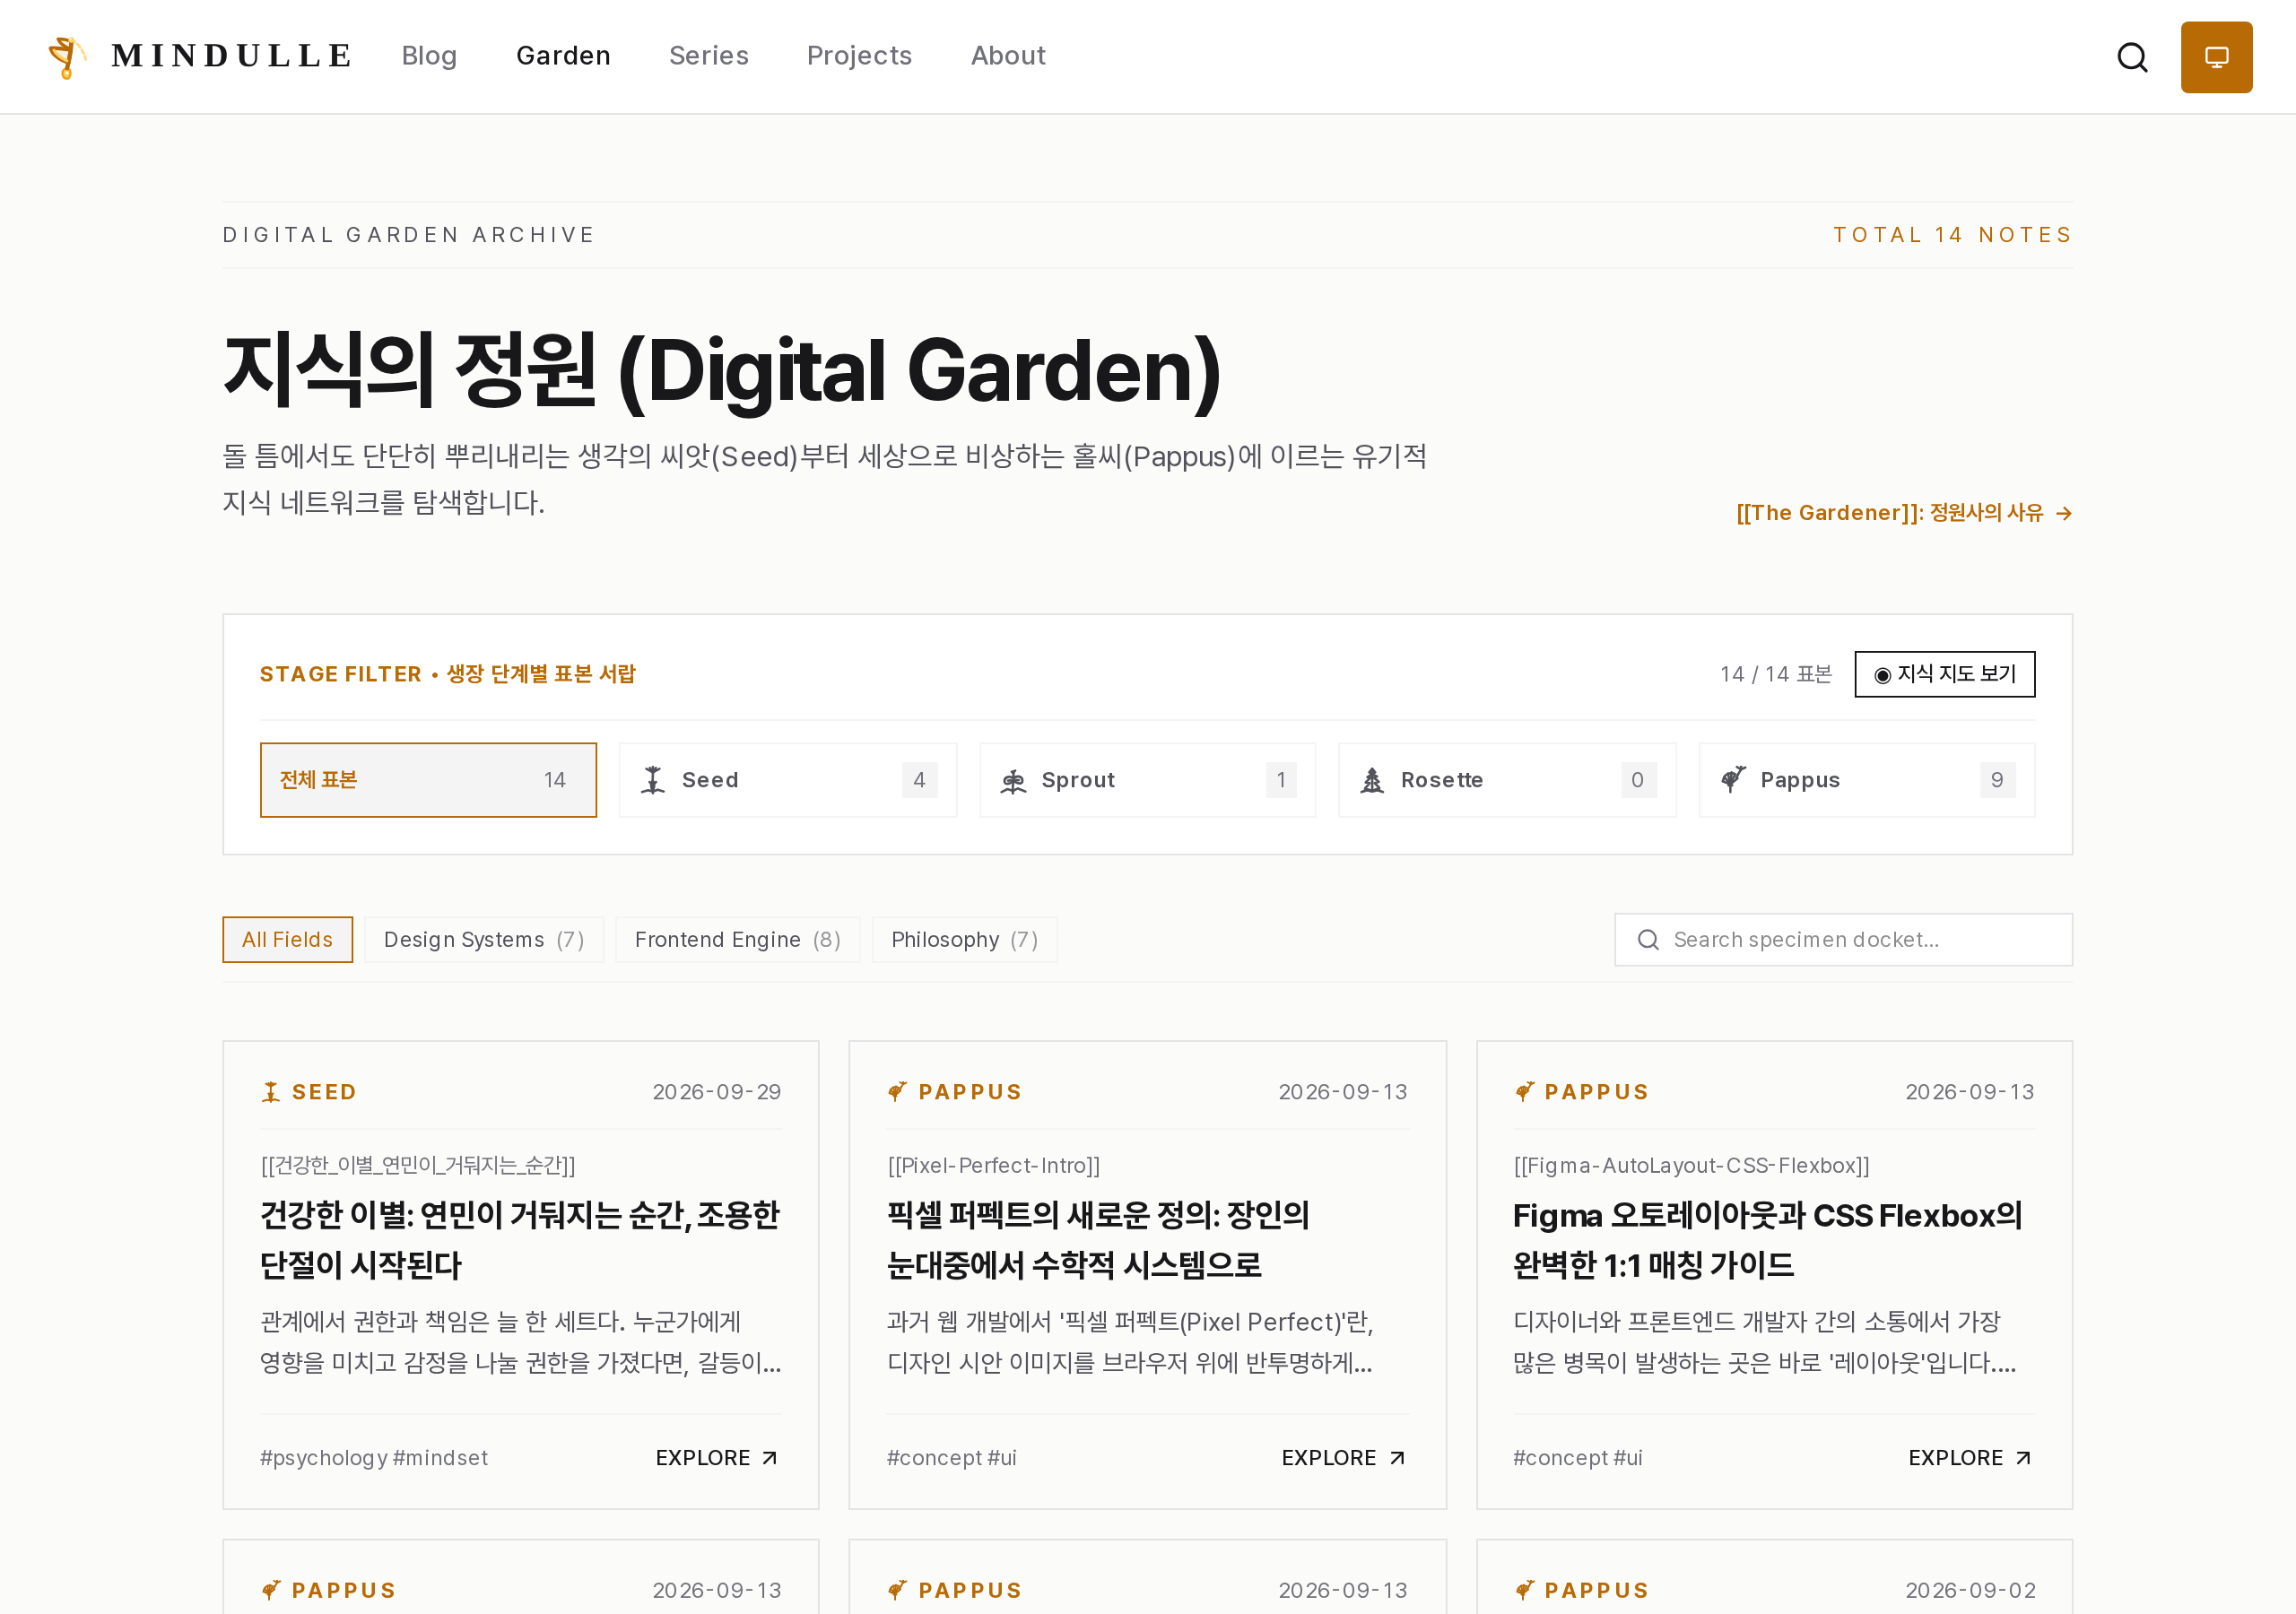 MINDULLE
Blog
Garden
Series
Projects
About
DIGITAL GARDEN ARCHIVE
TOTAL 14 NOTES
지식의 정원 (Digital Garden)
돌 틈에서도 단단히 뿌리내리는 생각의 씨앗(Seed)부터 세상으로 비상하는 홀씨(Pappus)에 이르는 유기적
지식 네트워크를 탐색합니다.
[[The Gardener]]: 정원사의 사유 →
STAGE FILTER • 생장 단계별 표본 서랍
14 / 14 표본
◉ 지식 지도 보기
전체 표본 14
Seed 4
Sprout 1
Rosette 0
Pappus 9
All Fields
Design Systems (7)
Frontend Engine (8)
Philosophy (7)
Search specimen docket...
SEED 2026-09-29
[[건강한_이별_연민이_거둬지는_순간]]
건강한 이별: 연민이 거둬지는 순간, 조용한
단절이 시작된다
관계에서 권한과 책임은 늘 한 세트다. 누군가에게
영향을 미치고 감정을 나눌 권한을 가졌다면, 갈등이...
#psychology #mindset
EXPLORE
PAPPUS 2026-09-13
[[Pixel-Perfect-Intro]]
픽셀 퍼펙트의 새로운 정의: 장인의
눈대중에서 수학적 시스템으로
과거 웹 개발에서 '픽셀 퍼펙트(Pixel Perfect)'란,
디자인 시안 이미지를 브라우저 위에 반투명하게...
#concept #ui
EXPLORE
PAPPUS 2026-09-13
[[Figma-AutoLayout-CSS-Flexbox]]
Figma 오토레이아웃과 CSS Flexbox의
완벽한 1:1 매칭 가이드
디자이너와 프론트엔드 개발자 간의 소통에서 가장
많은 병목이 발생하는 곳은 바로 '레이아웃'입니다....
#concept #ui
EXPLORE
PAPPUS 2026-09-13
PAPPUS 2026-09-13
PAPPUS 2026-09-02